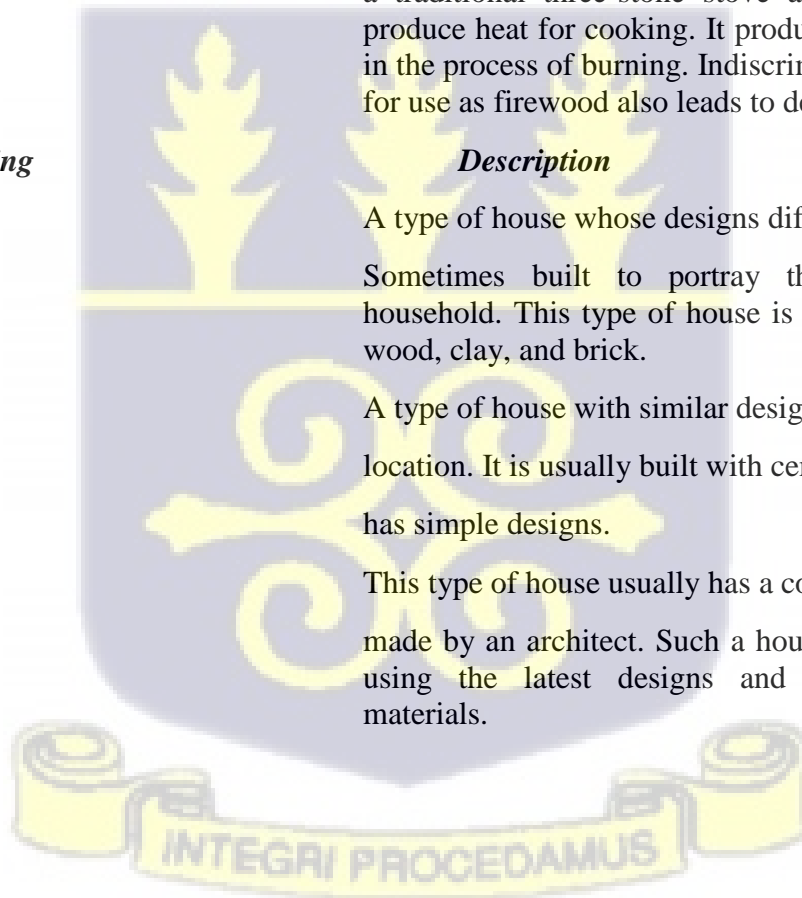 produce heat for cooking. It produ
in the process of burning. Indiscrim
for use as firewood also leads to de
ing Description
A type of house whose designs dif
Sometimes built to portray th
household. This type of house is
wood, clay, and brick.
A type of house with similar desig
location. It is usually built with cer
has simple designs.
This type of house usually has a co
made by an architect. Such a hou
using the latest designs and
materials.
INTEGRI PROCEDAMUS